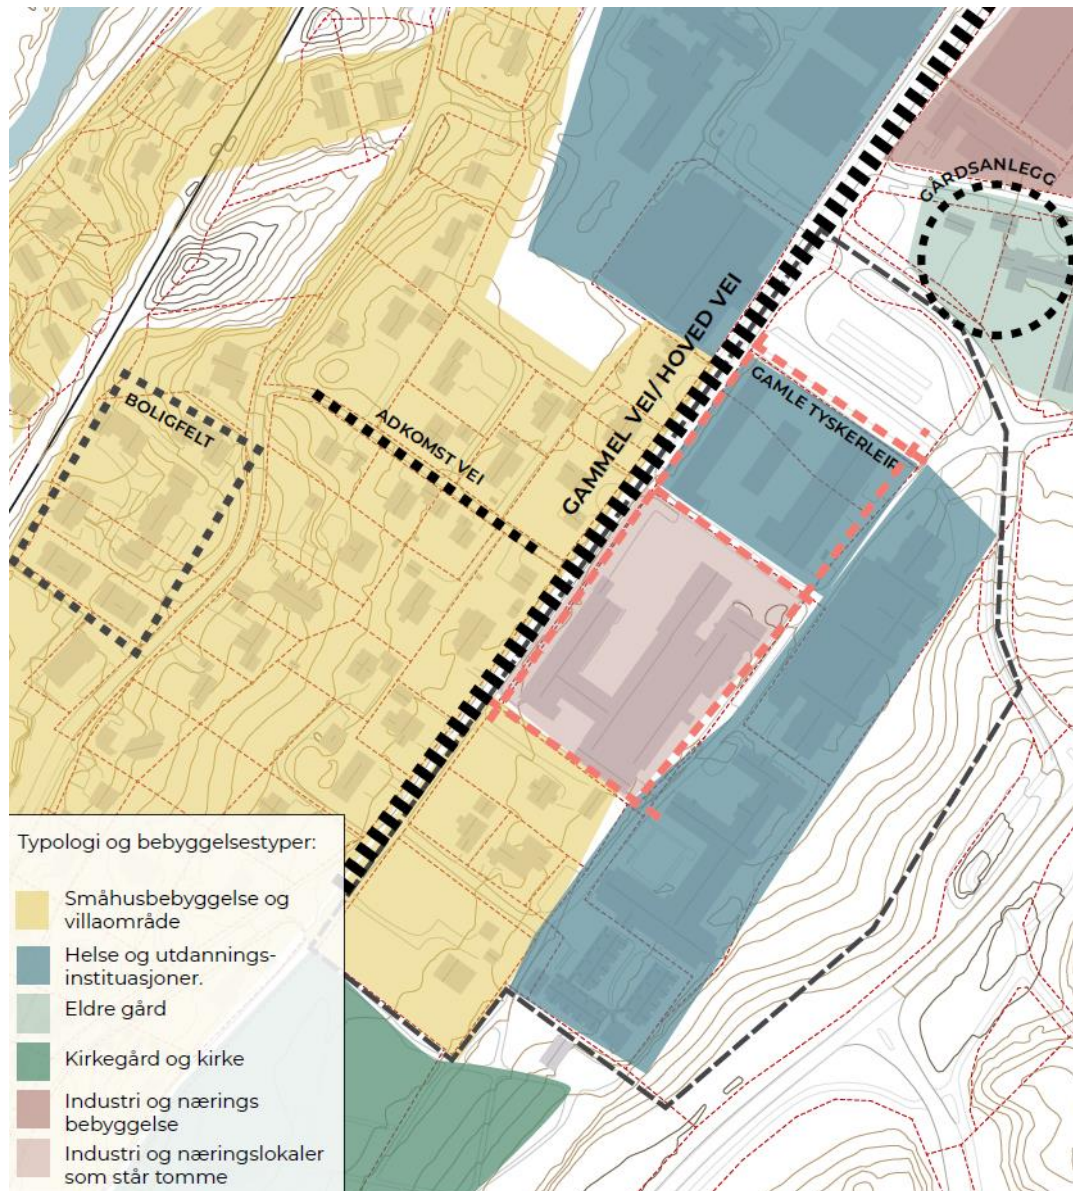 GÅRDSANLEGG
GAMMEL VEI/ HOVED VEI
GAMLE TYSKERLEIR
BOLIGFELT
ADKOMST VEI
Typologi og bebyggelsestyper:
Småhusbebyggelse og
villaområde
Helse og utdannings-
instituasjoner.
Eldre gård
Kirkegård og kirke
Industri og nærings
bebyggelse
Industri og næringslokaler
som står tomme